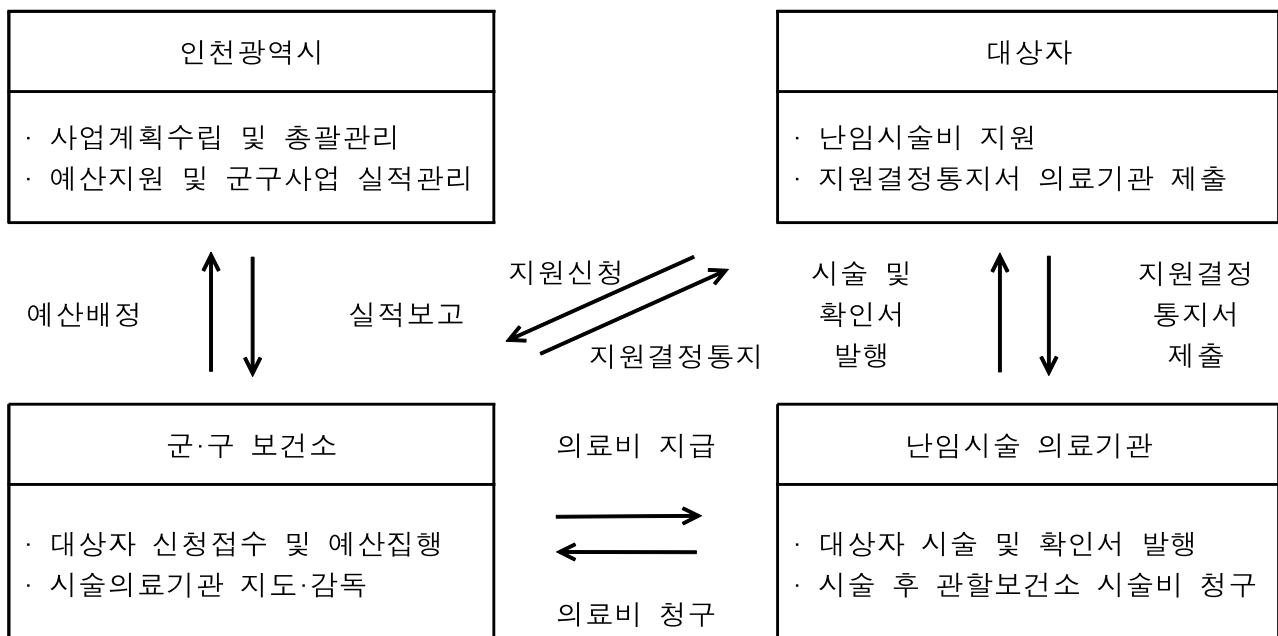 인천광역시
· 사업계획수립 및 총괄관리
· 예산지원 및 군구사업 실적관리
대상자
· 난임시술비 지원
· 지원결정통지서 의료기관 제출
예산배정
실적보고
지원신청
지원결정통지
시술 및
확인서
발행
지원결정
통지서
제출
군·구 보건소
· 대상자 신청접수 및 예산집행
· 시술의료기관 지도·감독
의료비 지급
의료비 청구
난임시술 의료기관
· 대상자 시술 및 확인서 발행
· 시술 후 관할보건소 시술비 청구